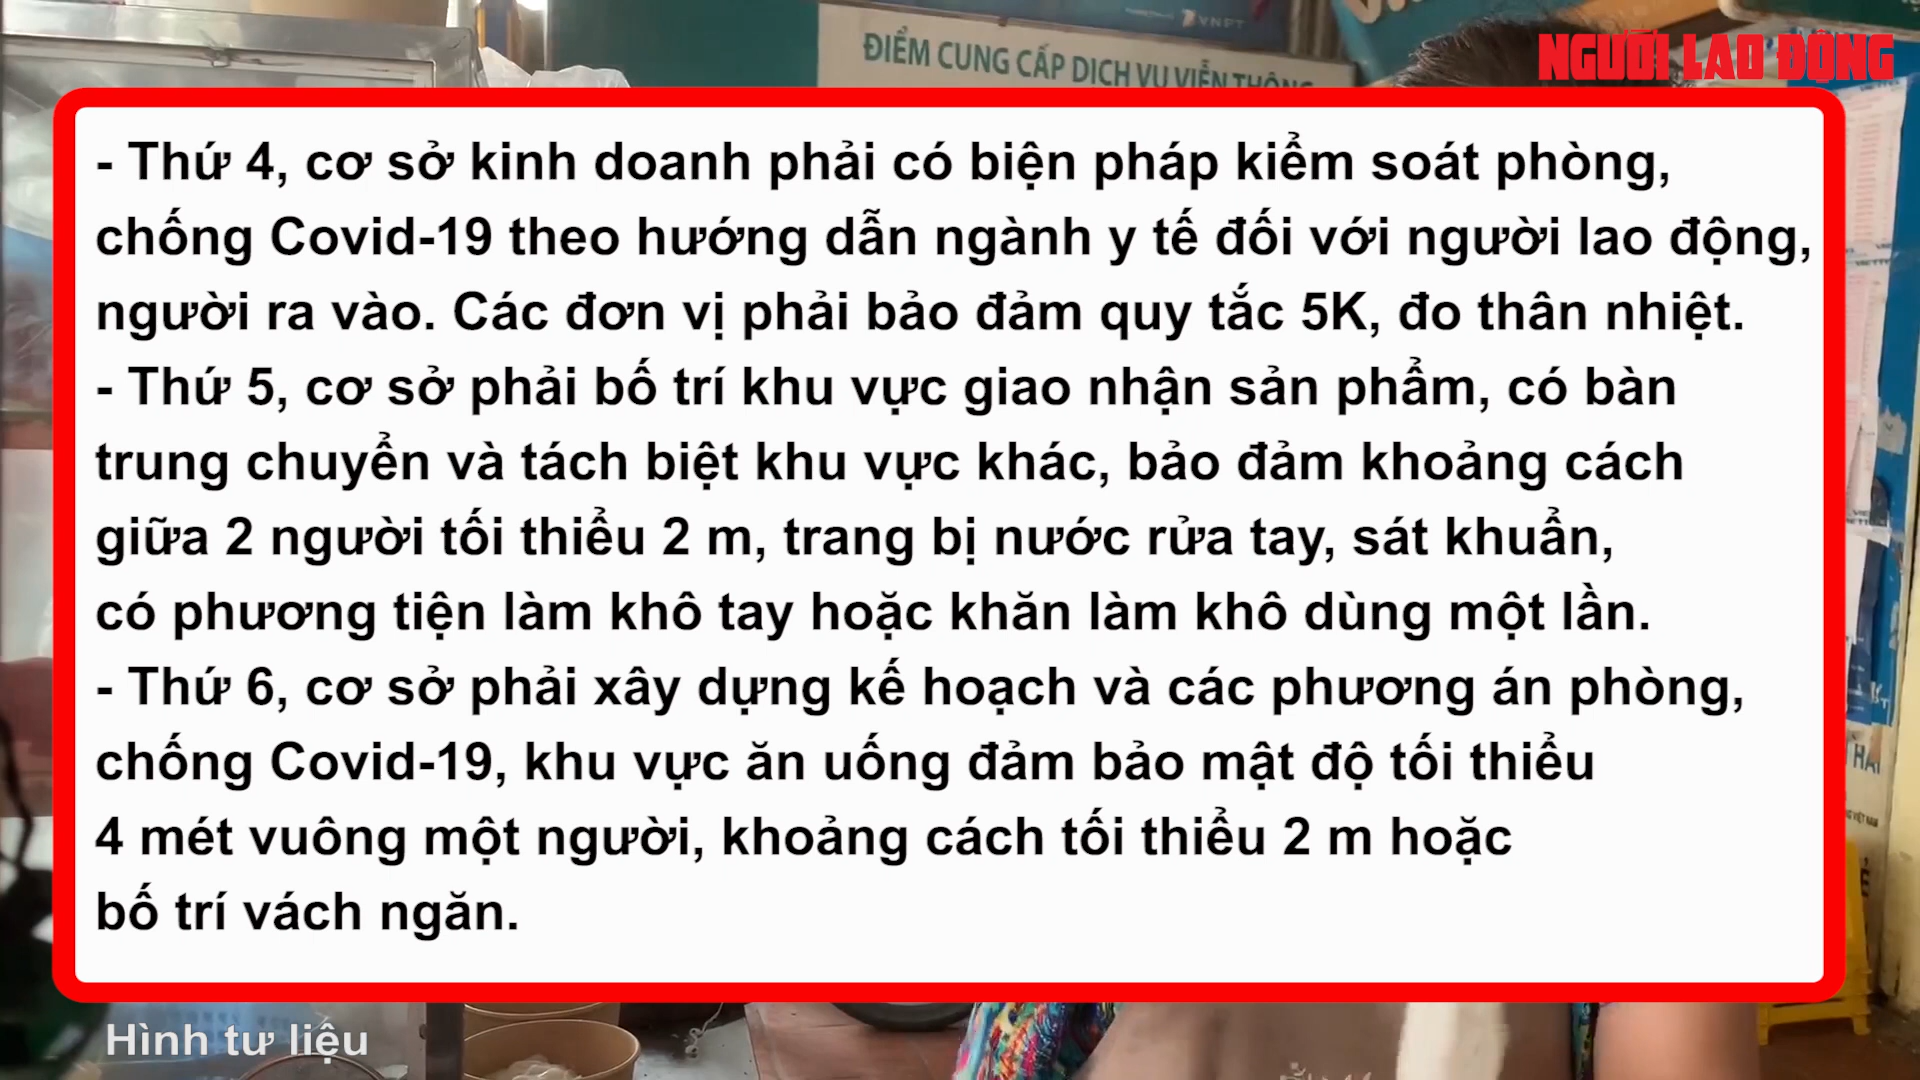 VNPT
ĐIỂM CUNG CẤP DỊCH VỤ VIỄN THÔNG
NGƯỜI LAO ĐỘNG
- Thứ 4, cơ sở kinh doanh phải có biện pháp kiểm soát phòng,
chống Covid-19 theo hướng dẫn ngành y tế đối với người lao động,
người ra vào. Các đơn vị phải bảo đảm quy tắc 5K, đo thân nhiệt.
- Thứ 5, cơ sở phải bố trí khu vực giao nhận sản phẩm, có bàn
trung chuyển và tách biệt khu vực khác, bảo đảm khoảng cách
giữa 2 người tối thiểu 2 m, trang bị nước rửa tay, sát khuẩn,
có phương tiện làm khô tay hoặc khăn làm khô dùng một lần.
- Thứ 6, cơ sở phải xây dựng kế hoạch và các phương án phòng,
chống Covid-19, khu vực ăn uống đảm bảo mật độ tối thiểu
4 mét vuông một người, khoảng cách tối thiểu 2 m hoặc
bố trí vách ngăn.
Hình tư liệu